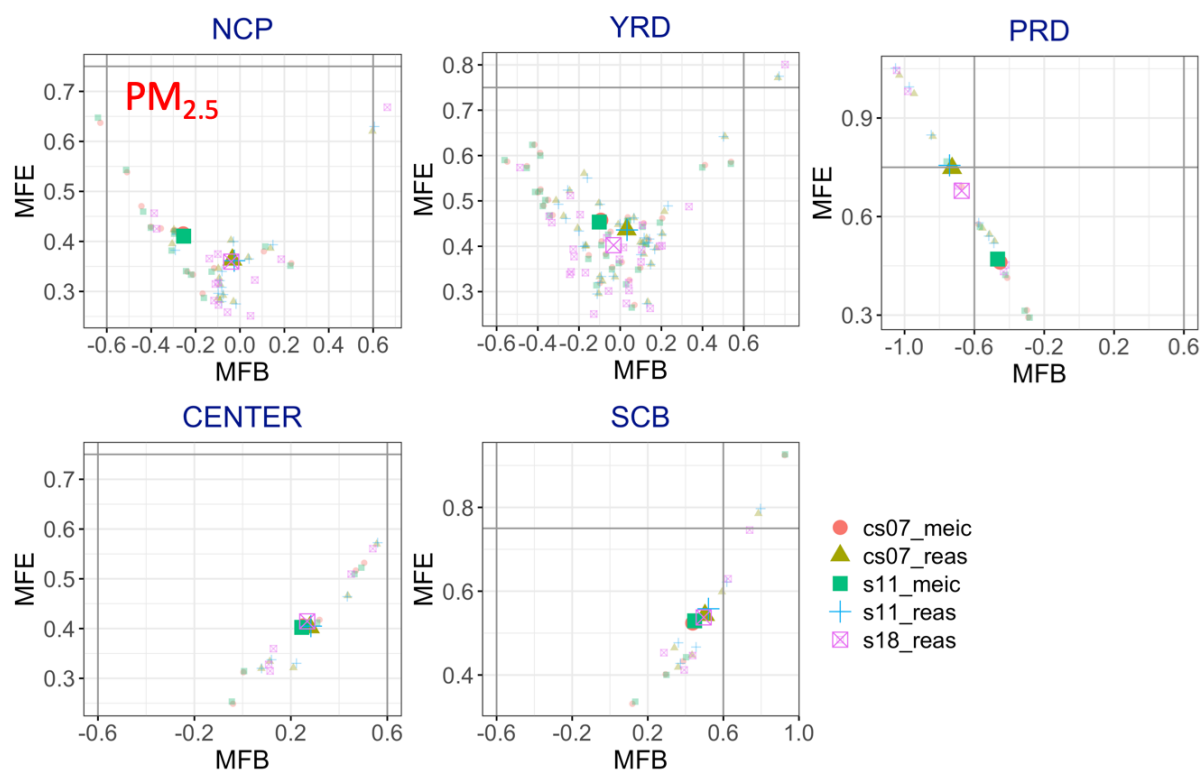 NCP
YRD
PRD
PM2.5
MFE
0.7
0.6
0.5
0.4
0.3
-0.6 -0.4 -0.2 0.0 0.2 0.4 0.6
MFB
MFE
0.8
0.7
0.6
0.5
0.4
0.3
-0.6 -0.4 -0.2 0.0 0.2 0.4 0.6 0.8
MFB
MFE
0.9
0.6
0.3
-1.0 -0.6 -0.2 0.2 0.6
MFB
CENTER
SCB
MFE
0.7
0.6
0.5
0.4
0.3
-0.6 -0.2 0.2 0.6
MFB
MFE
0.8
0.6
0.4
-0.6 -0.2 0.2 0.6 1.0
MFB
cs07_meic
cs07_reas
s11_meic
s11_reas
s18_reas